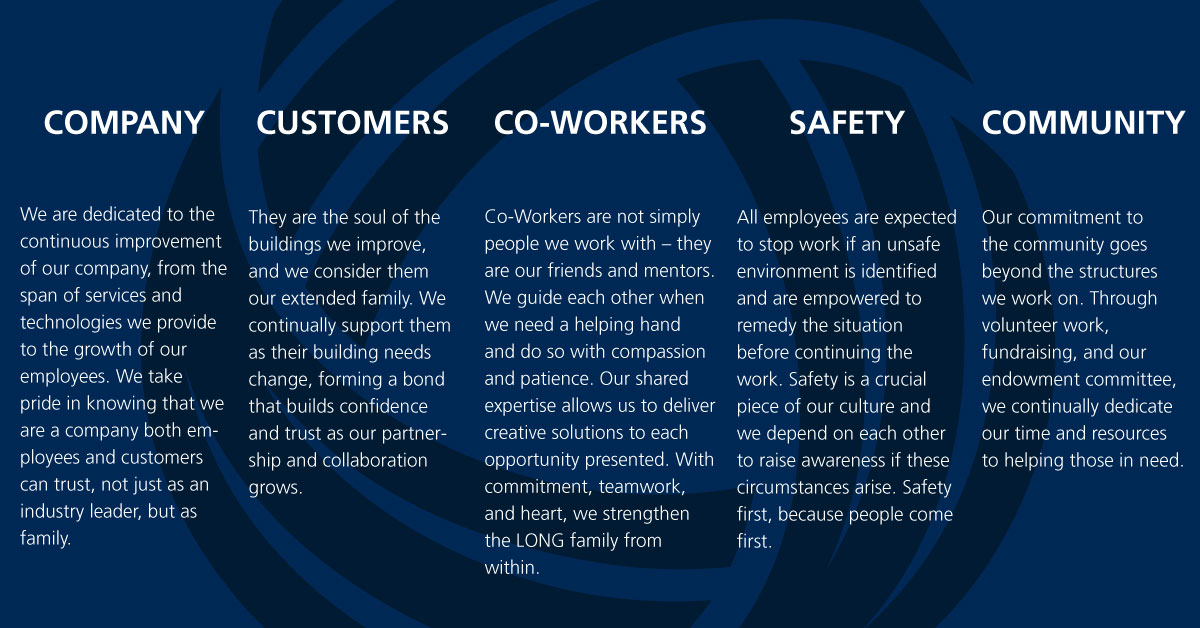 COMPANY
We are dedicated to the
continuous improvement
of our company, from the
span of services and
technologies we provide
to the growth of our
employees. We take
pride in knowing that we
are a company both em-
ployees and customers
can trust, not just as an
industry leader, but as
family.
CUSTOMERS
They are the soul of the
buildings we improve,
and we consider them
our extended family. We
continually support them
as their building needs
change, forming a bond
that builds confidence
and trust as our partner-
ship and collaboration
grows.
CO-WORKERS
Co-Workers are not simply
people we work with – they
are our friends and mentors.
We guide each other when
we need a helping hand
and do so with compassion
and patience. Our shared
expertise allows us to deliver
creative solutions to each
opportunity presented. With
commitment, teamwork,
and heart, we strengthen
the LONG family from
within.
SAFETY
All employees are expected
to stop work if an unsafe
environment is identified
and are empowered to
remedy the situation
before continuing the
work. Safety is a crucial
piece of our culture and
we depend on each other
to raise awareness if these
circumstances arise. Safety
first, because people come
first.
COMMUNITY
Our commitment to
the community goes
beyond the structures
we work on. Through
volunteer work,
fundraising, and our
endowment committee,
we continually dedicate
our time and resources
to helping those in need.